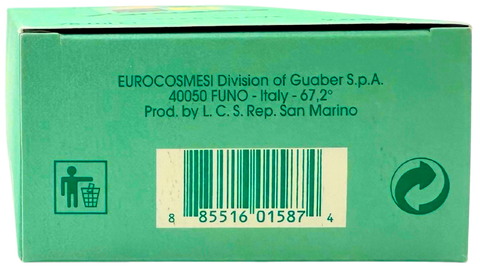 EUROCOSMESI Division of Guaber S.p.A.
40050 FUNO - Italy - 67,2°
Prod. by L. C. S. Rep. San Marino
8 85516 01587 4